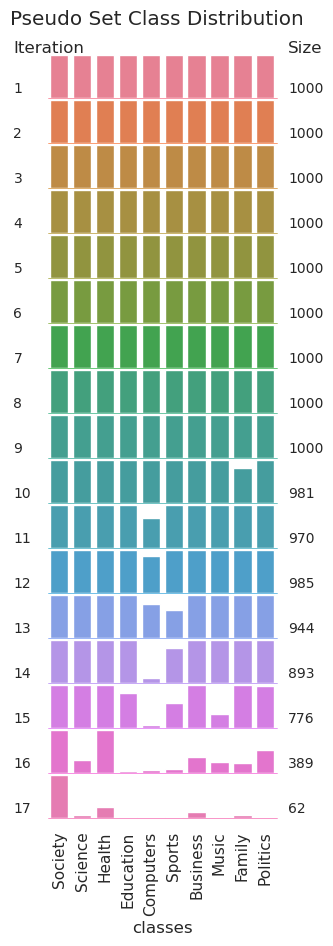 Pseudo Set Class Distribution
Iteration Size
1 1000
2 1000
3 1000
4 1000
5 1000
6 1000
7 1000
8 1000
9 1000
10 981
11 970
12 985
13 944
14 893
15 776
16 389
17 62
Society
Science
Health
Education
Computers
Sports
Business
Music
Family
Politics
classes